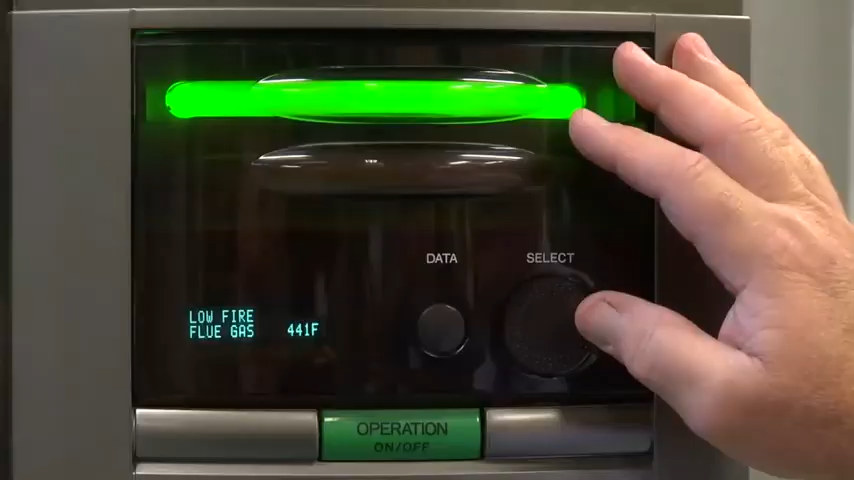 DATA
SELECT
LOW FIRE
FLUE GAS 441F
OPERATION
ON/OFF